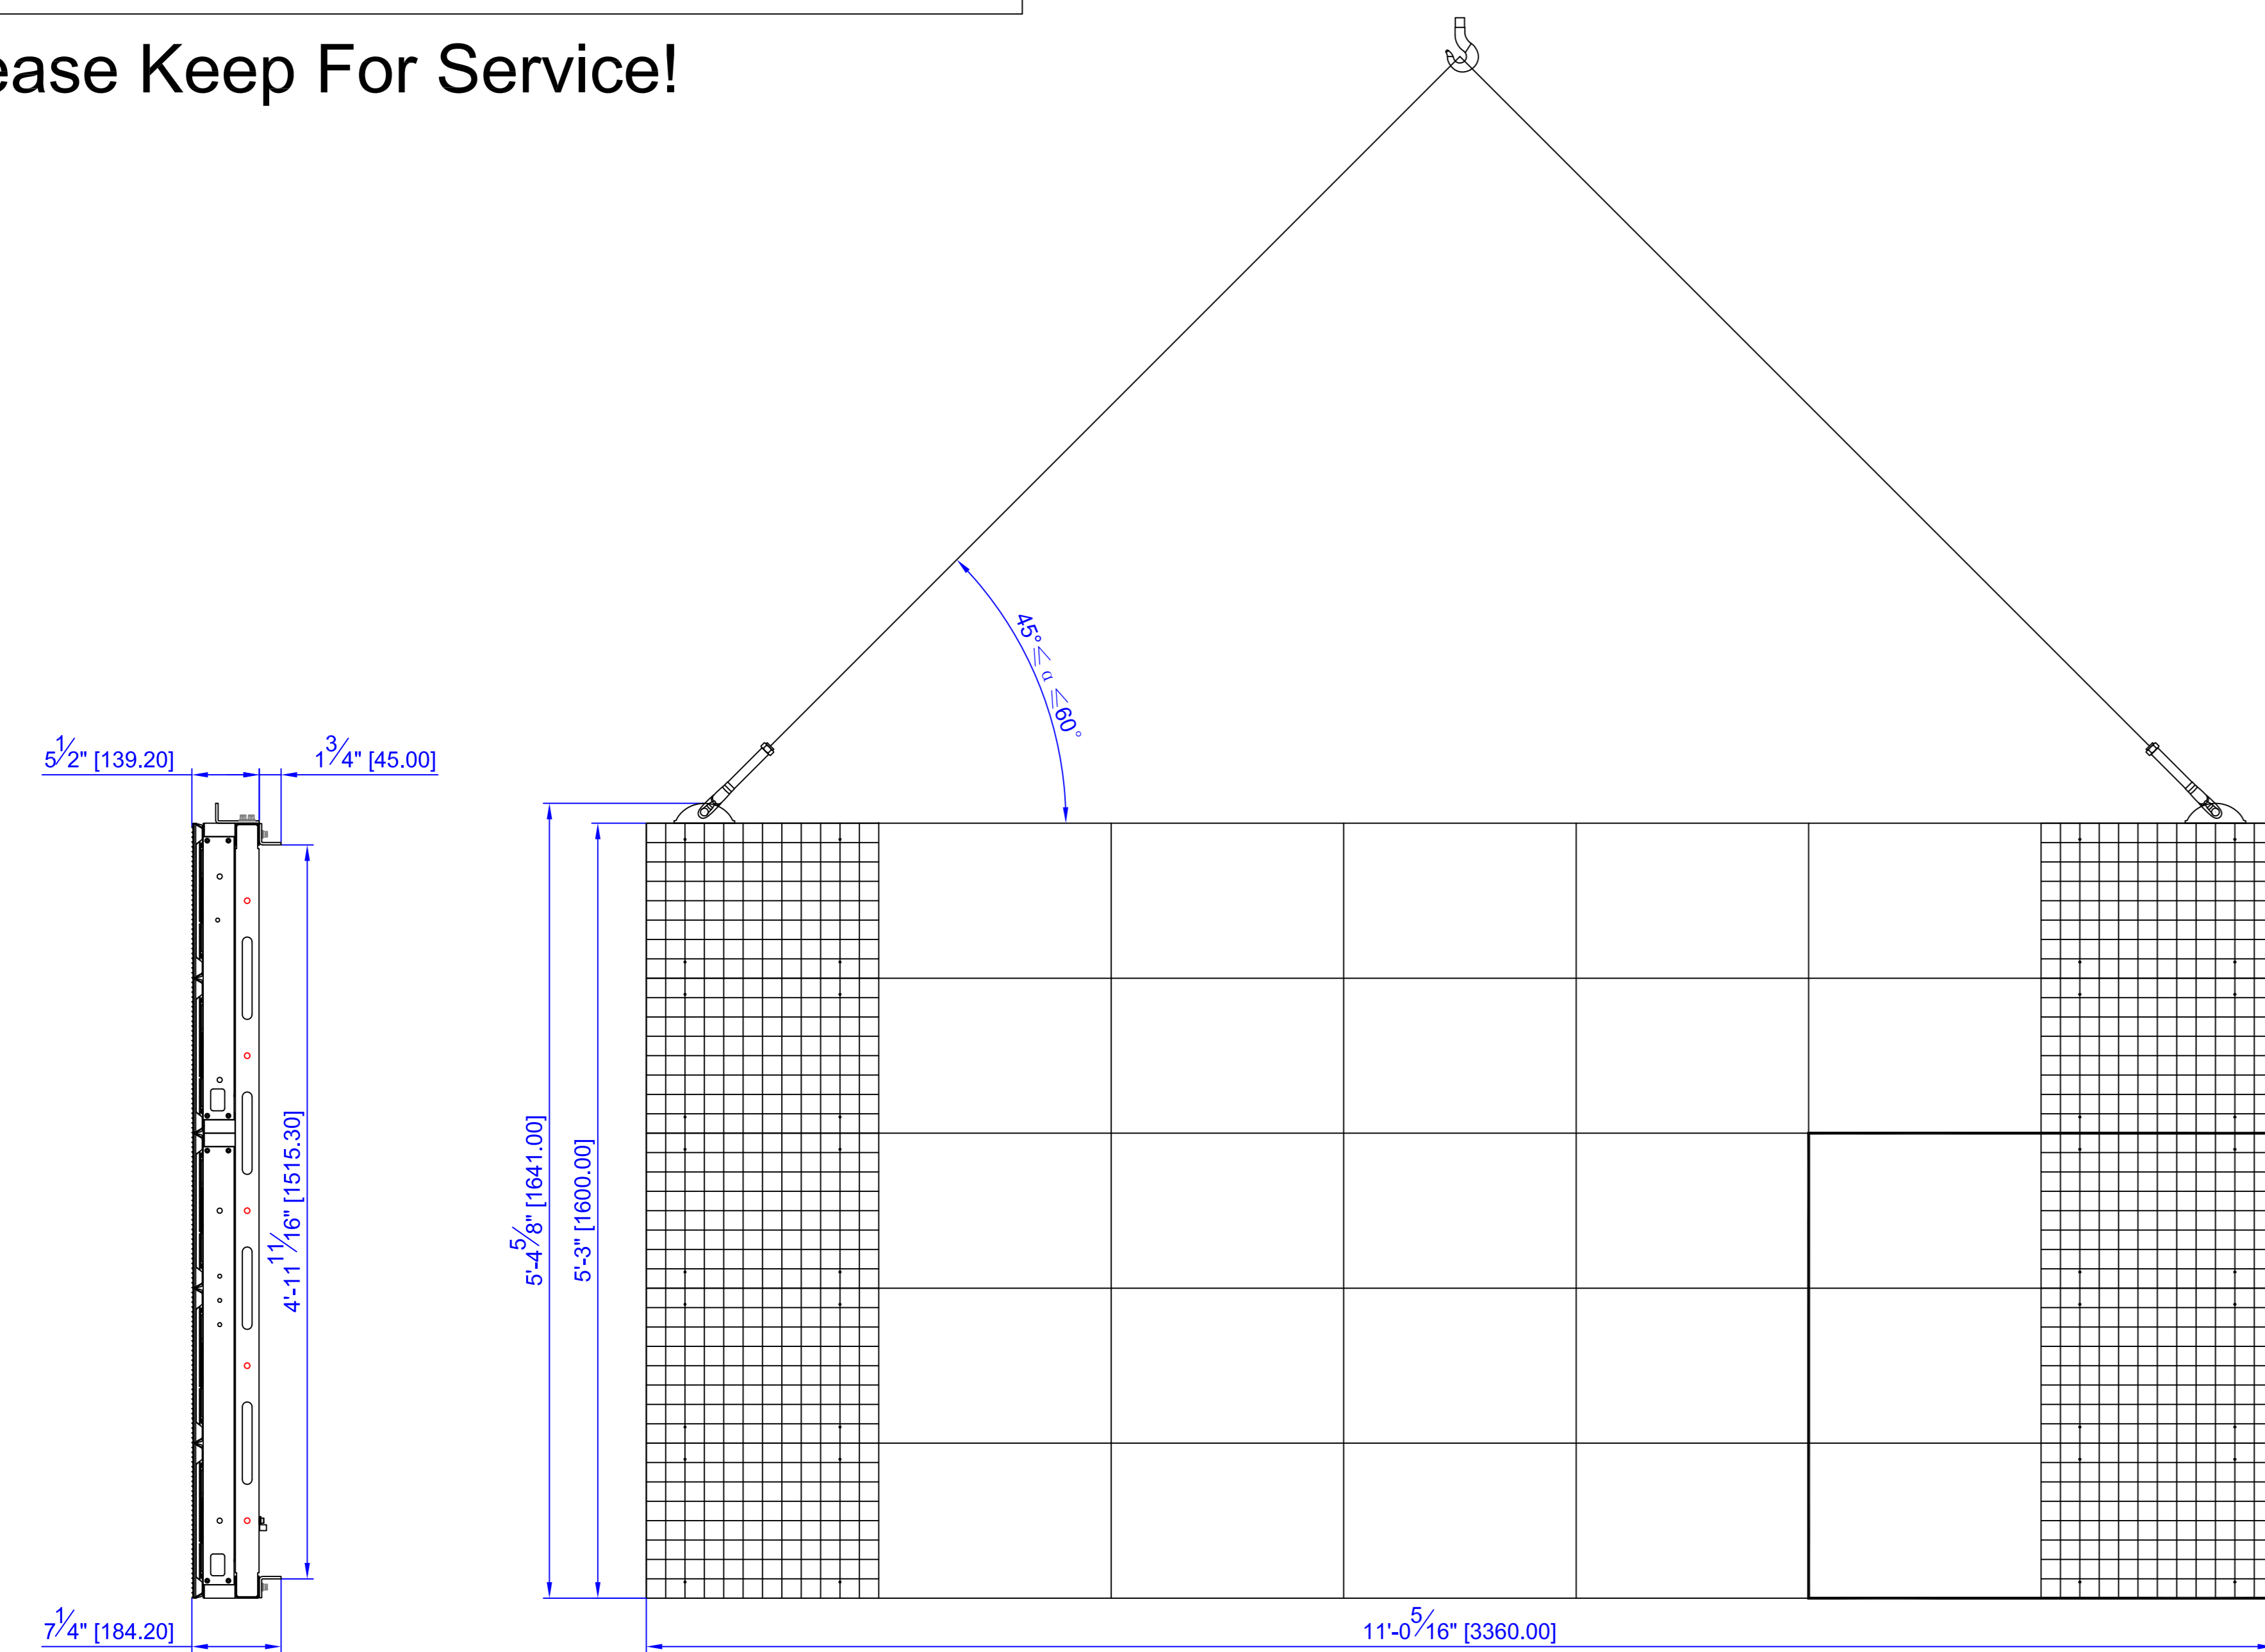 ease Keep For Service!
45°≤ α ≤60°
5 1/2" [139.20]
1 3/4" [45.00]
4'-11 11/16" [1515.30]
5'-4 5/8" [1641.00]
5'-3" [1600.00]
7 1/4" [184.20]
11'-0 5/16" [3360.00]